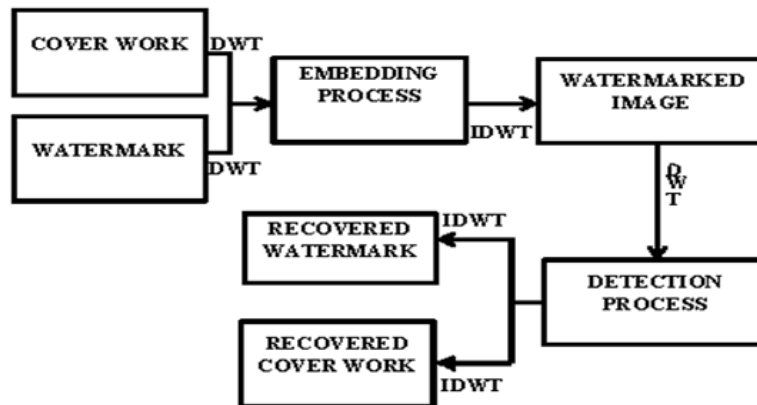 COVER WORK
DWT
EMBEDDING
PROCESS
WATERMARKED
IMAGE
IDWT
WATERMARK
DWT
DWT
RECOVERED
WATERMARK
IDWT
DETECTION
PROCESS
RECOVERED
COVER WORK
IDWT